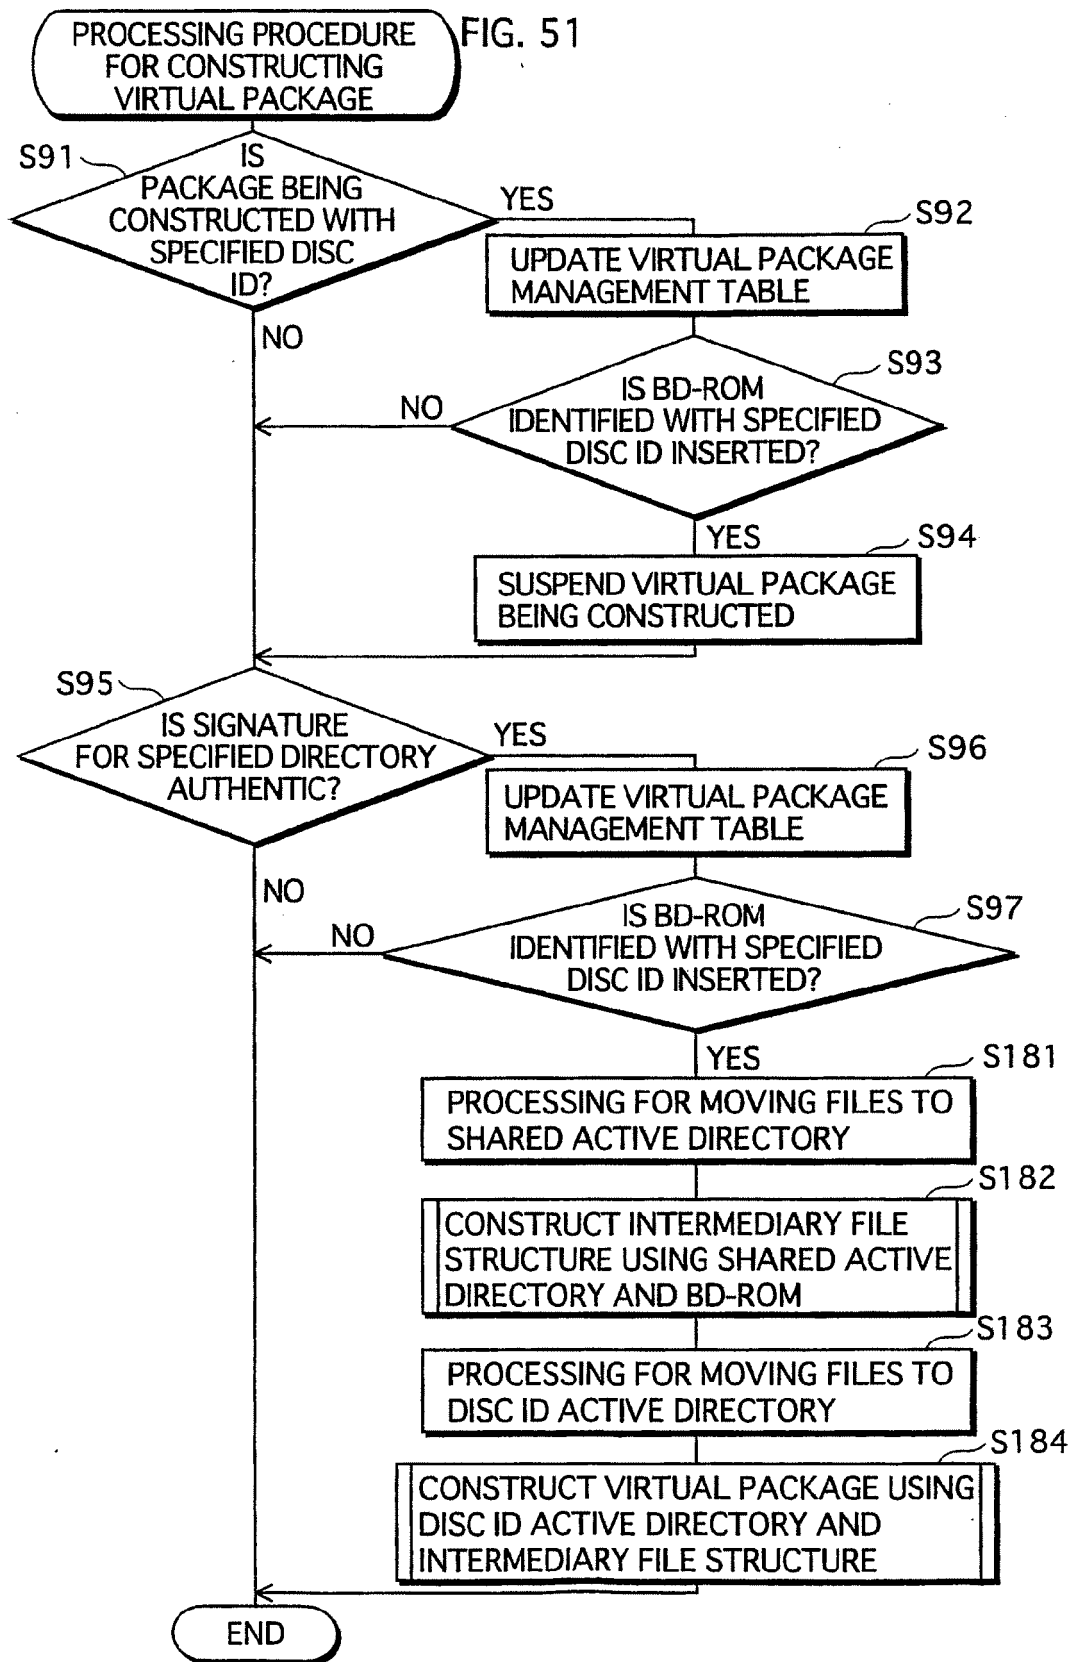 PROCESSING PROCEDURE
FOR CONSTRUCTING
VIRTUAL PACKAGE
FIG. 51
S91
IS
PACKAGE BEING
CONSTRUCTED WITH
SPECIFIED DISC
ID?
YES
NO
S92
UPDATE VIRTUAL PACKAGE
MANAGEMENT TABLE
S93
IS BD-ROM
IDENTIFIED WITH SPECIFIED
DISC ID INSERTED?
NO
YES
S94
SUSPEND VIRTUAL PACKAGE
BEING CONSTRUCTED
S95
IS SIGNATURE
FOR SPECIFIED DIRECTORY
AUTHENTIC?
YES
NO
S96
UPDATE VIRTUAL PACKAGE
MANAGEMENT TABLE
S97
IS BD-ROM
IDENTIFIED WITH SPECIFIED
DISC ID INSERTED?
NO
YES
S181
PROCESSING FOR MOVING FILES TO
SHARED ACTIVE DIRECTORY
S182
CONSTRUCT INTERMEDIARY FILE
STRUCTURE USING SHARED ACTIVE
DIRECTORY AND BD-ROM
S183
PROCESSING FOR MOVING FILES TO
DISC ID ACTIVE DIRECTORY
S184
CONSTRUCT VIRTUAL PACKAGE USING
DISC ID ACTIVE DIRECTORY AND
INTERMEDIARY FILE STRUCTURE
END